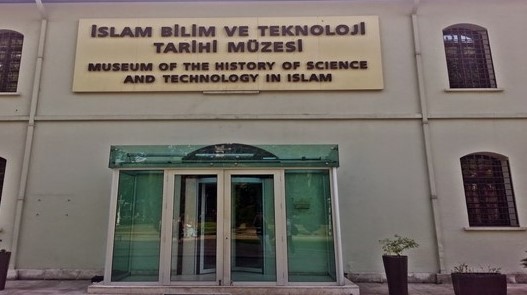 İSLAM BİLİM VE TEKNOLOJİ
TARİHİ MÜZESİ
MUSEUM OF THE HISTORY OF SCIENCE
AND TECHNOLOGY IN ISLAM